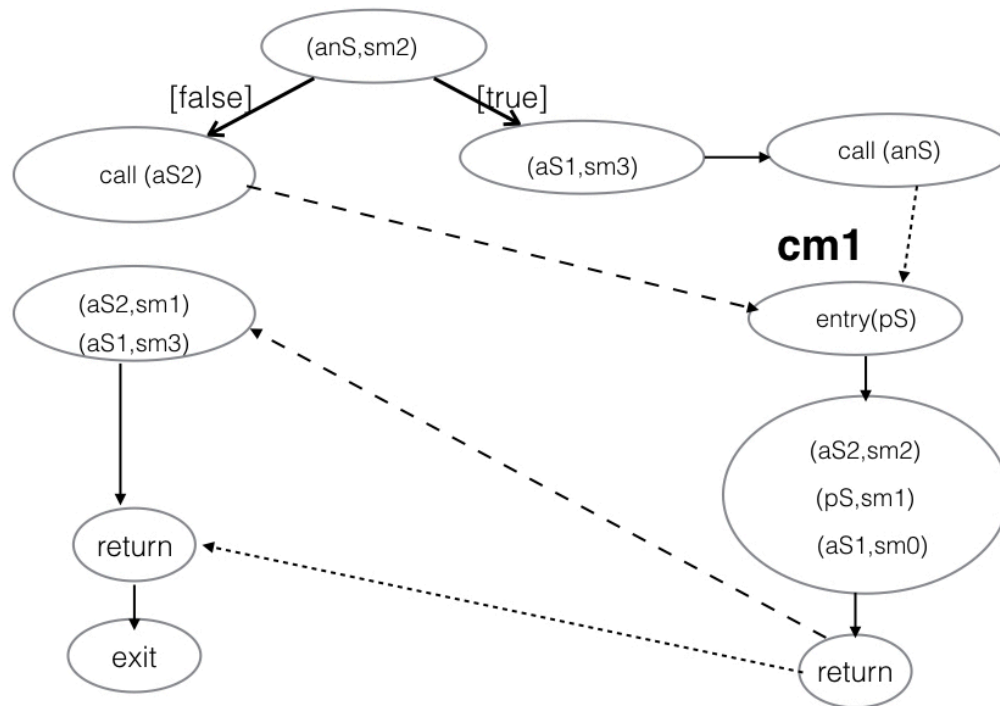 (anS,sm2)
[false]
[true]
call (aS2)
(aS1,sm3)
call (anS)
cm1
(aS2,sm1)
(aS1,sm3)
entry(pS)
(aS2,sm2)
(pS,sm1)
(aS1,sm0)
return
exit
return